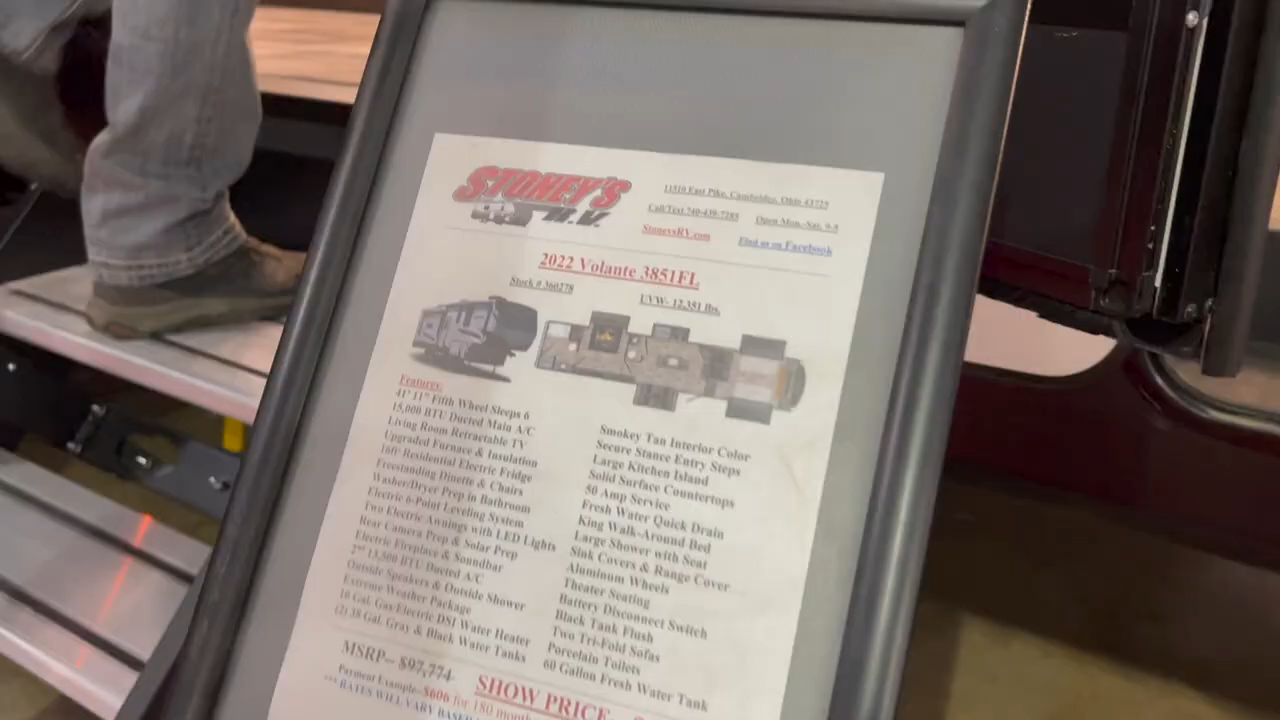 STONEY'S
R.V.
11510 East Pike, Cambridge, Ohio 43725
Call/Text 740-439-7285 Open Mon.-Sat. 9-8
StoneysRV.com Find us on Facebook
2022 Volante 3851FL
Stock # 360278 UVW- 12,351 lbs.
Features:
41' 11" Fifth Wheel Sleeps 6
15,000 BTU Ducted Main A/C
Living Room Retractable TV
Upgraded Furnace & Insulation
16ft³ Residential Electric Fridge
Freestanding Dinette & Chairs
Washer/Dryer Prep in Bathroom
Electric 6-Point Leveling System
Two Electric Awnings with LED Lights
Rear Camera Prep & Solar Prep
Electric Fireplace & Soundbar
2nd 13,500 BTU Ducted A/C
Outside Speakers & Outside Shower
Extreme Weather Package
16 Gal. Gas/Electric DSI Water Heater
(2) 38 Gal. Gray & Black Water Tanks
Smokey Tan Interior Color
Secure Stance Entry Steps
Large Kitchen Island
Solid Surface Countertops
50 Amp Service
Fresh Water Quick Drain
King Walk-Around Bed
Large Shower with Seat
Sink Covers & Range Cover
Aluminum Wheels
Theater Seating
Battery Disconnect Switch
Black Tank Flush
Two Tri-Fold Sofas
Porcelain Toilets
60 Gallon Fresh Water Tank
MSRP-- $97,774
SHOW PRICE
Payment Example--$606 for 180 month
***RATES WILL VARY BASED